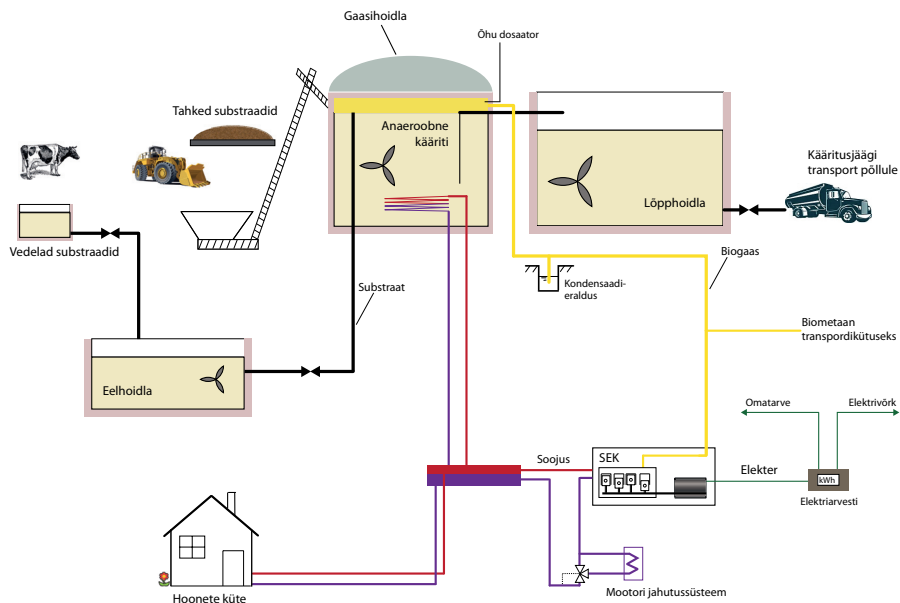 Gaasihoidla
Õhu dosaator
Tahked substraadid
Anaeroobne
kääriti
Kääritusjäägi
transport põllule
Lõpphoidla
Vedelad substraadid
Biogaas
Kondensaadi-
eraldus
Substraat
Biometaan
transpordikütuseks
Eelhoidla
Omatarve
Elektrivõrk
Soojus
SEK
Elekter
kWh
Elektriarvesti
Hoonete küte
Mootori jahutussüsteem